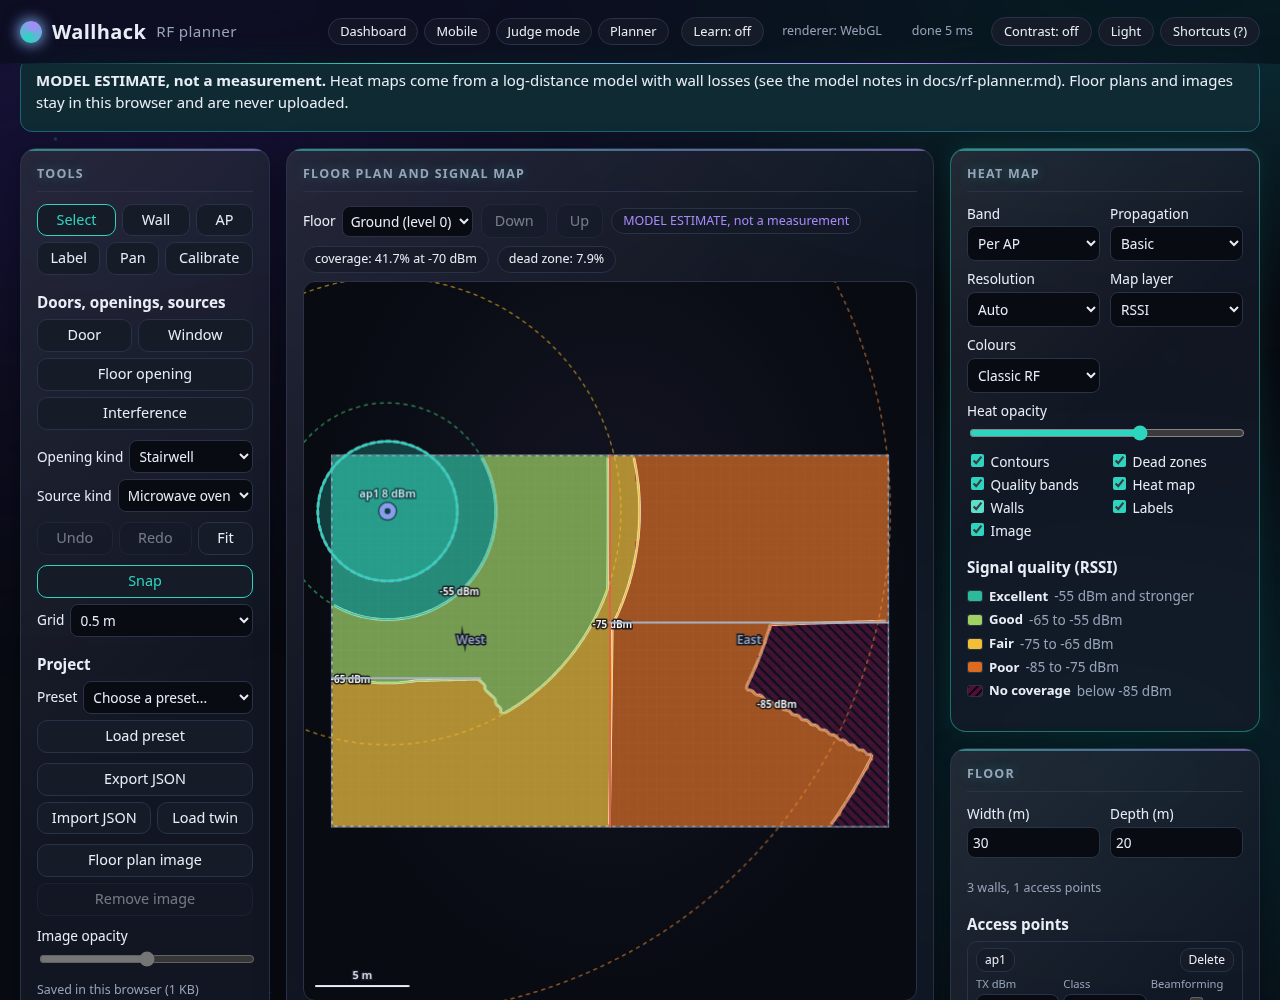 Wallhack RF planner
Dashboard Mobile Judge mode Planner Learn: off renderer: WebGL done 5 ms Contrast: off Light Shortcuts (?)
MODEL ESTIMATE, not a measurement. Heat maps come from a log-distance model with wall losses (see the model notes in docs/rf-planner.md). Floor plans and images
stay in this browser and are never uploaded.
TOOLS
Select Wall AP
Label Pan Calibrate
Doors, openings, sources
Door Window
Floor opening
Interference
Opening kind Stairwell
Source kind Microwave oven
Undo Redo Fit
Snap
Grid 0.5 m
Project
Preset Choose a preset...
Load preset
Export JSON
Import JSON Load twin
Floor plan image
Remove image
Image opacity
Saved in this browser (1 KB)
FLOOR PLAN AND SIGNAL MAP
Floor Ground (level 0) Down Up MODEL ESTIMATE, not a measurement
coverage: 41.7% at -70 dBm dead zone: 7.9%
ap1 8 dBm
-55 dBm
-75 dBm
West East
-65 dBm
-85 dBm
5 m
HEAT MAP
Band Propagation
Per AP Basic
Resolution Map layer
Auto RSSI
Colours
Classic RF
Heat opacity
Contours Dead zones
Quality bands Heat map
Walls Labels
Image
Signal quality (RSSI)
Excellent -55 dBm and stronger
Good -65 to -55 dBm
Fair -75 to -65 dBm
Poor -85 to -75 dBm
No coverage below -85 dBm
FLOOR
Width (m) Depth (m)
30 20
3 walls, 1 access points
Access points
ap1 Delete
TX dBm Class Beamforming